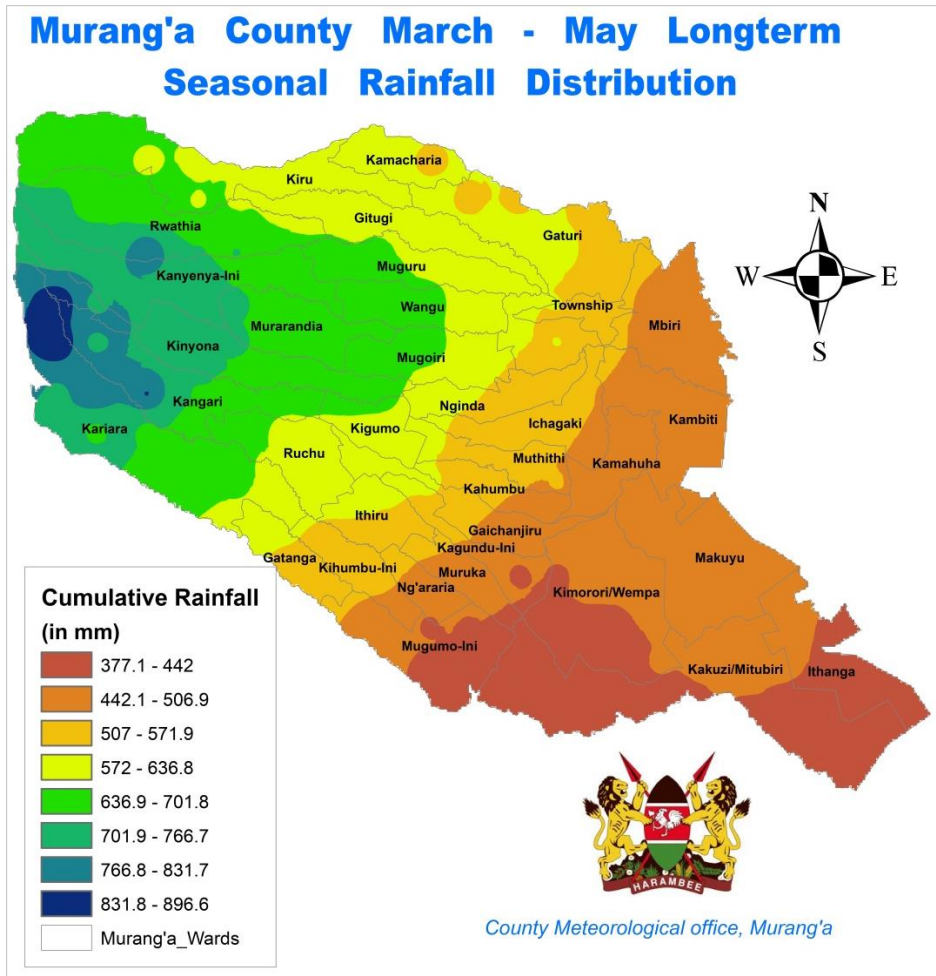 Murang'a County March - May Longterm
Seasonal Rainfall Distribution
Kamacharia
Kiru
Gitugi
Rwathia
Gaturi
Muguru
Kanyenya-Ini
Wangu
Township
Murarandia
Mbiri
Kinyona
Mugoiri
Kangari
Nginda
Kambiti
Kariara
Kigumo
Ichagaki
Ruchu
Muthithi
Kamahuha
Kahumbu
Ithiru
Gaichanjiru
Gatanga
Kagundu-Ini
Makuyu
Kihumbu-Ini
Muruka
Ng'araria
Kimorori/Wempa
Mugumo-Ini
Kakuzi/Mitubiri
Ithanga
N
W
E
S
Cumulative Rainfall
(in mm)
377.1 - 442
442.1 - 506.9
507 - 571.9
572 - 636.8
636.9 - 701.8
701.9 - 766.7
766.8 - 831.7
831.8 - 896.6
Murang'a_Wards
HARAMBEE
County Meteorological office, Murang'a